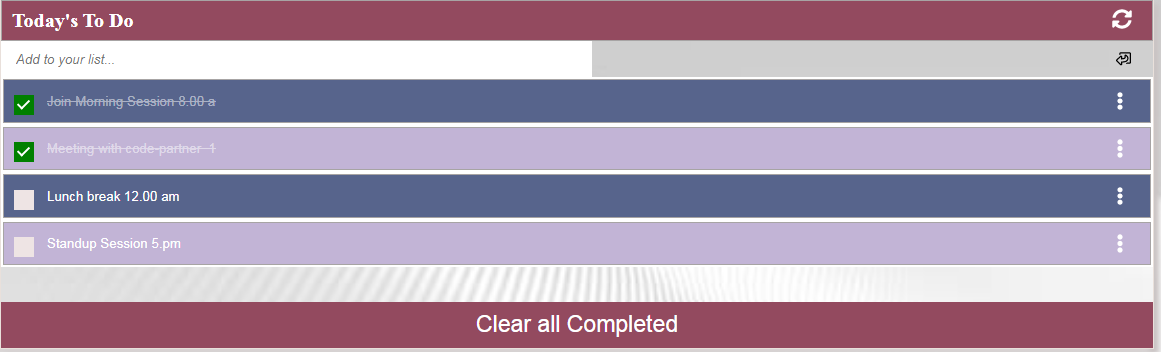 Today's To Do
Add to your list...
Join Morning Session 8.00 a
Meeting with code-partner 1
Lunch break 12.00 am
Standup Session 5.pm
Clear all Completed